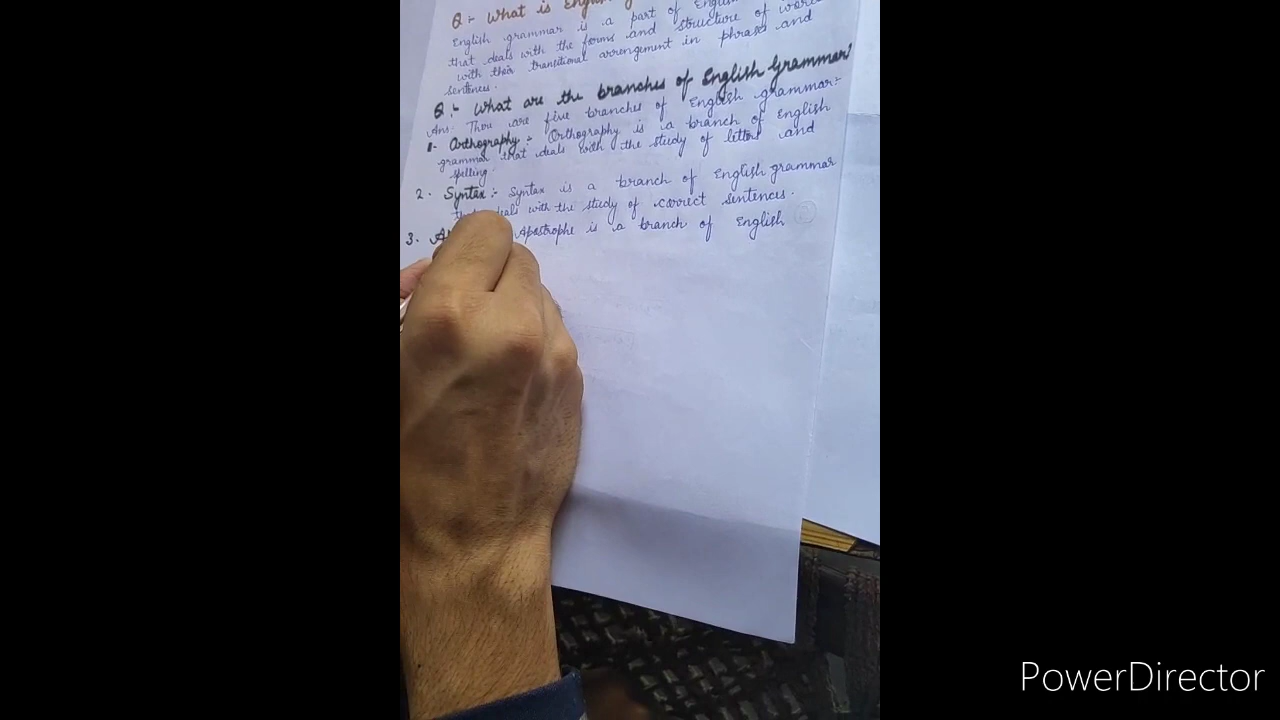 Q :- What is
English grammar is a part of English
that deals with the forms and structure of
with their transitional arrangement in phrases and
sentences.
Q :- What are the branches of English Grammar?
Ans- There are five branches of English grammar:-
1- Orthography :- Orthography is a branch of English
grammar that deals with the study of letter and
spelling.
2. Syntax :- Syntax is a branch of English grammar
deals with the study of correct sentences.
3. Apostrophe is a branch of English
PowerDirector